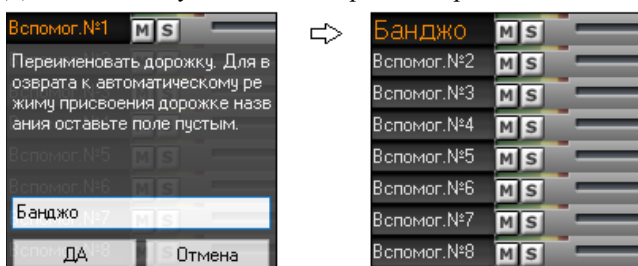 Вспомог.№1 M S
Переименовать дорожку. Для в
озврата к автоматическому ре
жиму присвоения дорожке назв
ания оставьте поле пустым.
Вспомог.№5 M S
Вспомог.№6 M S
Банджо
ДА Отмена
Банджо M S
Вспомог.№2 M S
Вспомог.№3 M S
Вспомог.№4 M S
Вспомог.№5 M S
Вспомог.№6 M S
Вспомог.№7 M S
Вспомог.№8 M S